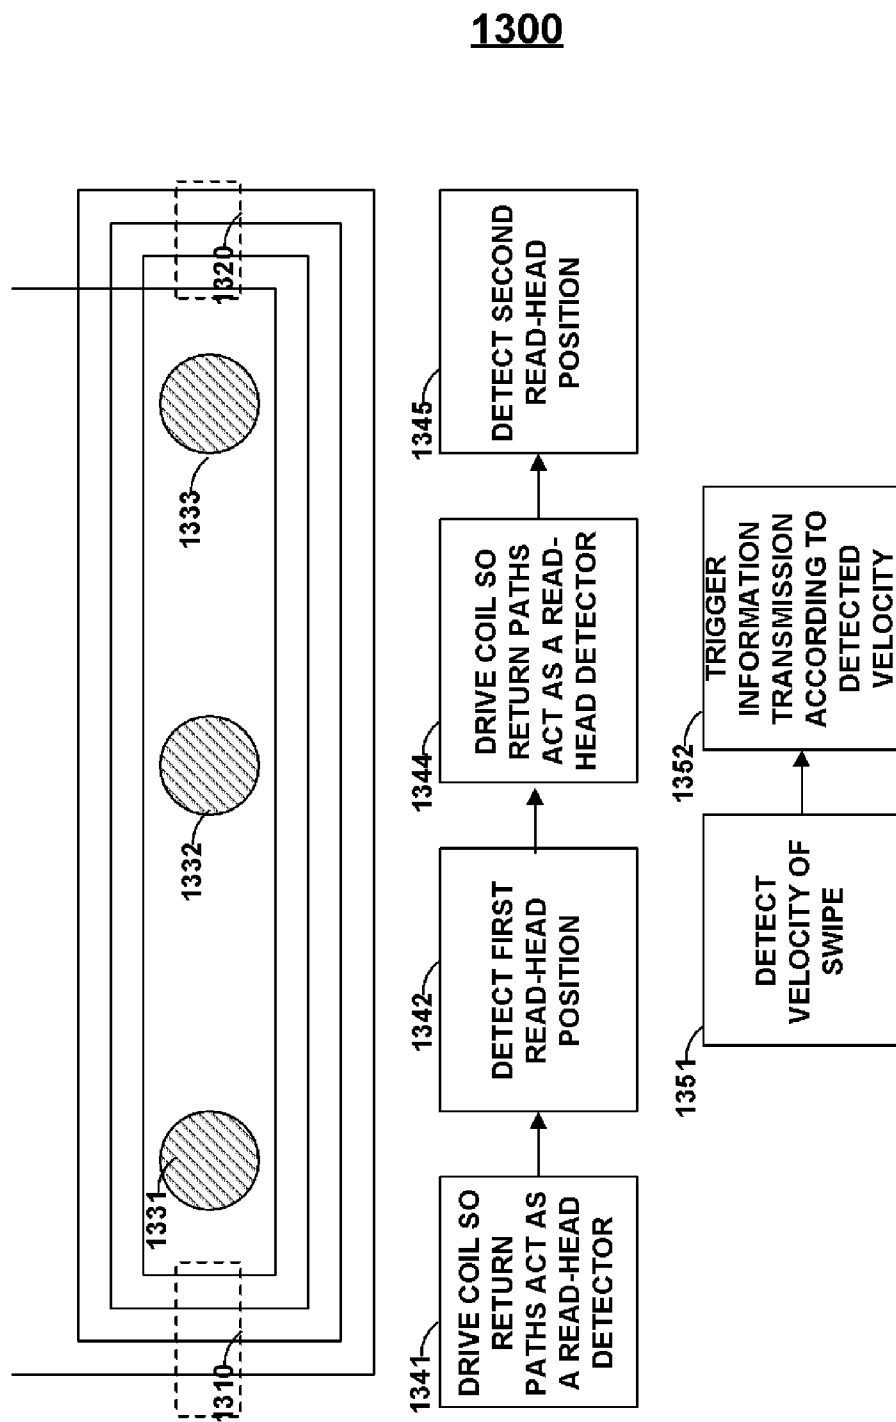 1300
1310
1331
1332
1333
1320
1341
DRIVE COIL SO
RETURN
PATHS ACT AS
A READ-HEAD
DETECTOR
1342
DETECT FIRST
READ-HEAD
POSITION
1344
DRIVE COIL SO
RETURN PATHS
ACT AS A READ-
HEAD DETECTOR
1345
DETECT SECOND
READ-HEAD
POSITION
1351
DETECT
VELOCITY OF
SWIPE
1352
TRIGGER
INFORMATION
TRANSMISSION
ACCORDING TO
DETECTED
VELOCITY